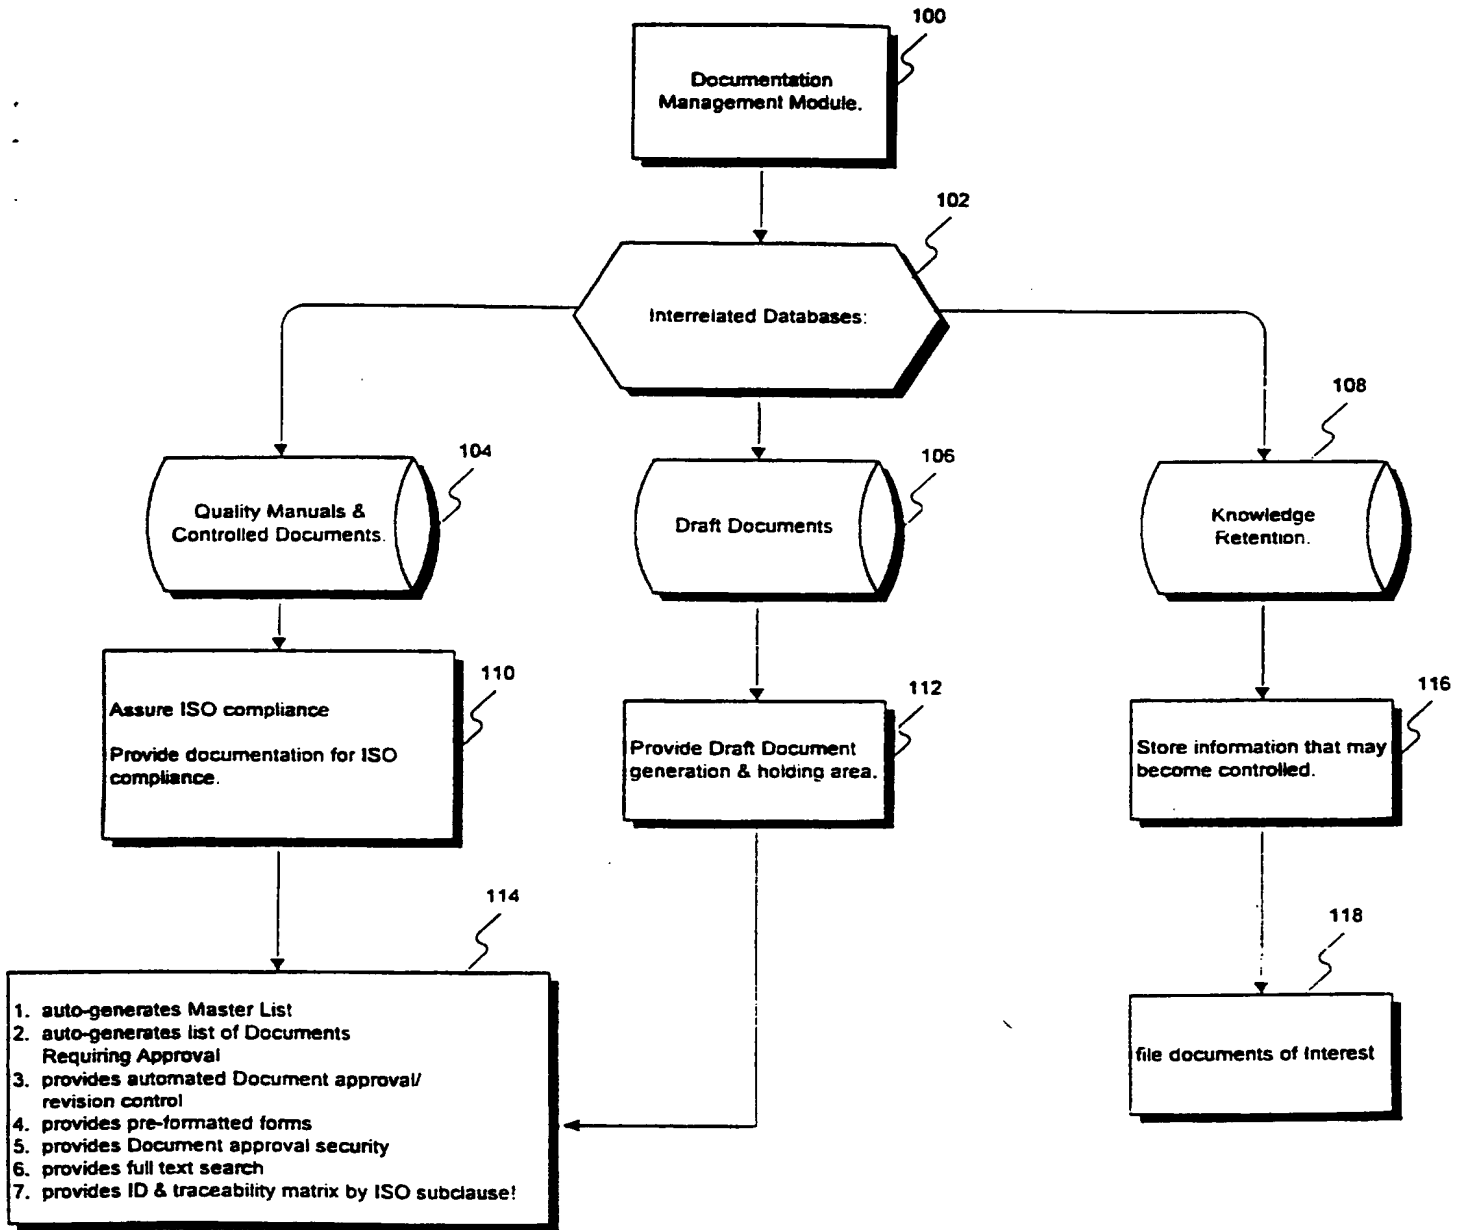 100
Documentation
Management Module.
102
Interrelated Databases:
104
Quality Manuals &
Controlled Documents.
106
Draft Documents
108
Knowledge
Retention.
110
Assure ISO compliance
Provide documentation for ISO
compliance.
112
Provide Draft Document
generation & holding area.
116
Store information that may
become controlled.
114
1. auto-generates Master List
2. auto-generates list of Documents
Requiring Approval
3. provides automated Document approval/
revision control
4. provides pre-formatted forms
5. provides Document approval security
6. provides full text search
7. provides ID & traceability matrix by ISO subclause!
118
file documents of Interest